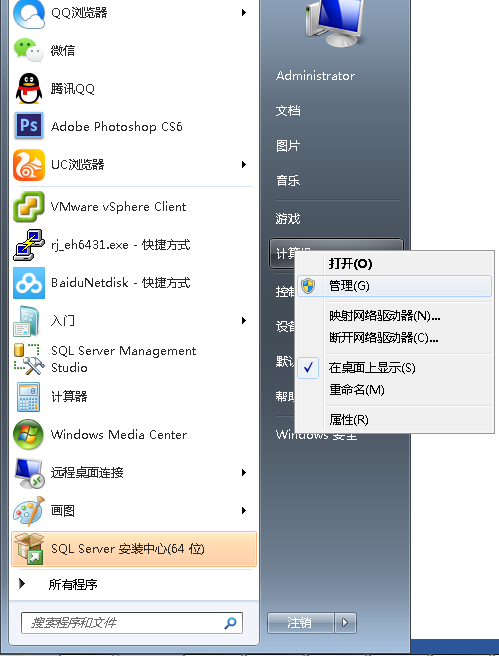 QQ浏览器
微信
腾讯QQ
Adobe Photoshop CS6
UC浏览器
VMware vSphere Client
rj_eh6431.exe - 快捷方式
BaiduNetdisk - 快捷方式
入门
SQL Server Management
Studio
计算器
Windows Media Center
远程桌面连接
画图
SQL Server 安装中心(64 位)
所有程序
搜索程序和文件
Administrator
文档
图片
音乐
游戏
计算
控
设备
默
帮
Windows 安全
注销
打开(O)
管理(G)
映射网络驱动器(N)...
断开网络驱动器(C)...
在桌面上显示(S)
重命名(M)
属性(R)
Ps